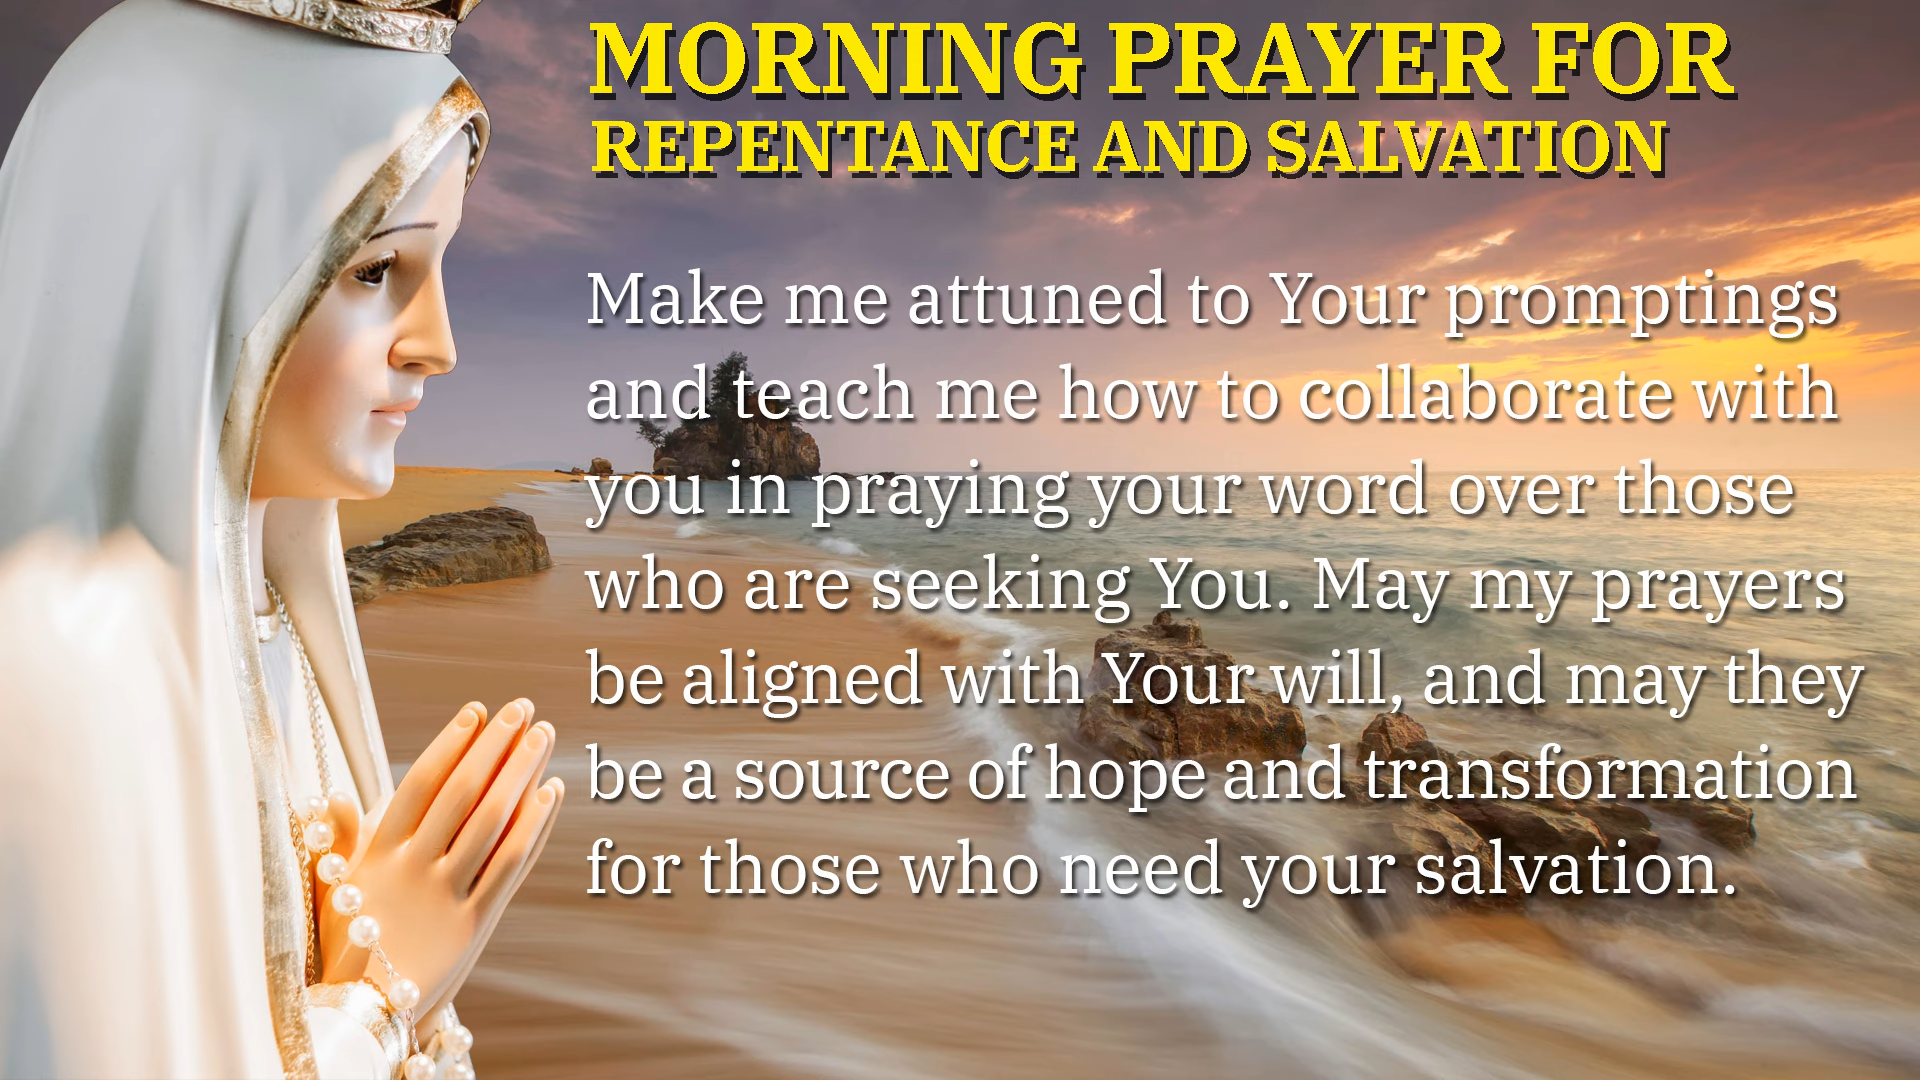 MORNING PRAYER FOR
REPENTANCE AND SALVATION
Make me attuned to Your promptings
and teach me how to collaborate with
you in praying your word over those
who are seeking You. May my prayers
be aligned with Your will, and may they
be a source of hope and transformation
for those who need your salvation.